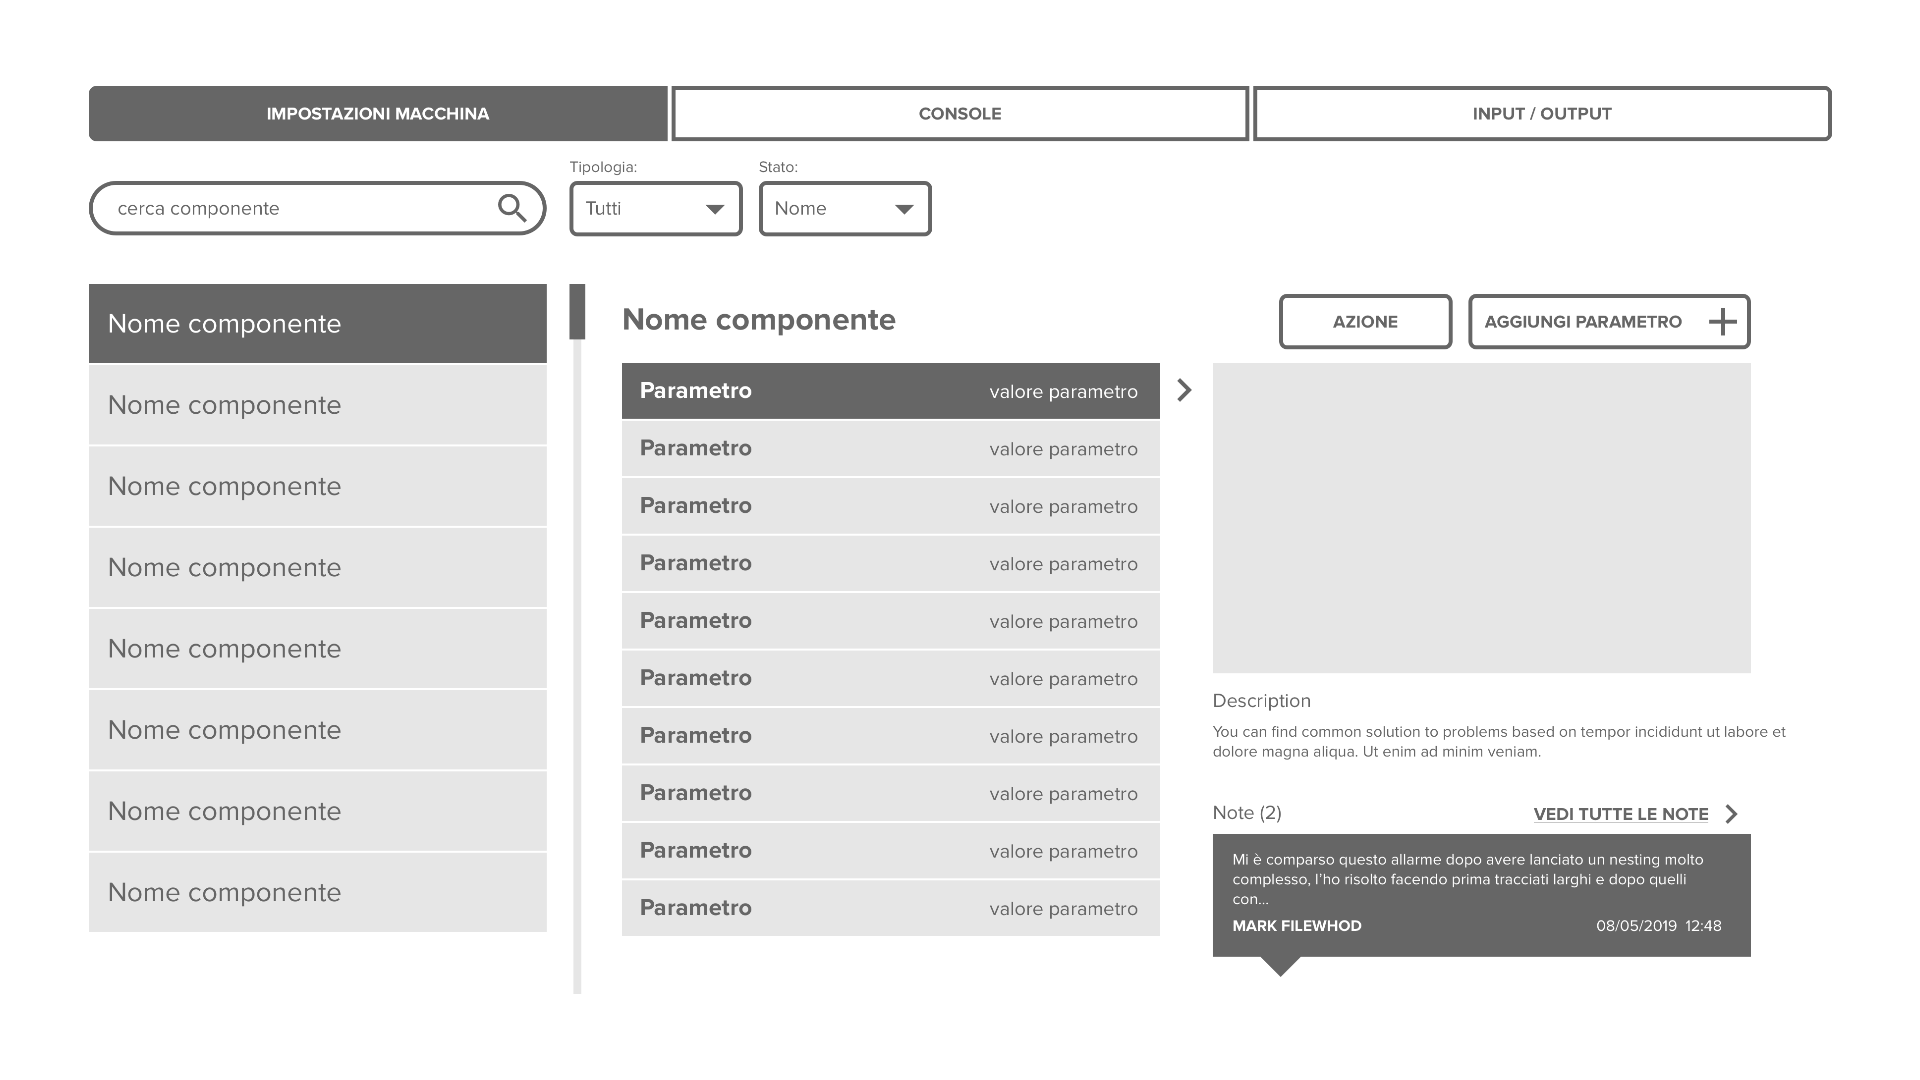 IMPOSTAZIONI MACCHINA
CONSOLE
INPUT / OUTPUT
Tipologia:
Stato:
cerca componente
Tutti
Nome
Nome componente
Nome componente
Nome componente
Nome componente
Nome componente
Nome componente
Nome componente
Nome componente
Nome componente
AZIONE
AGGIUNGI PARAMETRO
Parametro valore parametro
Parametro valore parametro
Parametro valore parametro
Parametro valore parametro
Parametro valore parametro
Parametro valore parametro
Parametro valore parametro
Parametro valore parametro
Parametro valore parametro
Parametro valore parametro
Description
You can find common solution to problems based on tempor incididunt ut labore et
dolore magna aliqua. Ut enim ad minim veniam.
Note (2)
VEDI TUTTE LE NOTE
Mi è comparso questo allarme dopo avere lanciato un nesting molto
complesso, l’ho risolto facendo prima tracciati larghi e dopo quelli
con...
MARK FILEWHOD
08/05/2019 12:48